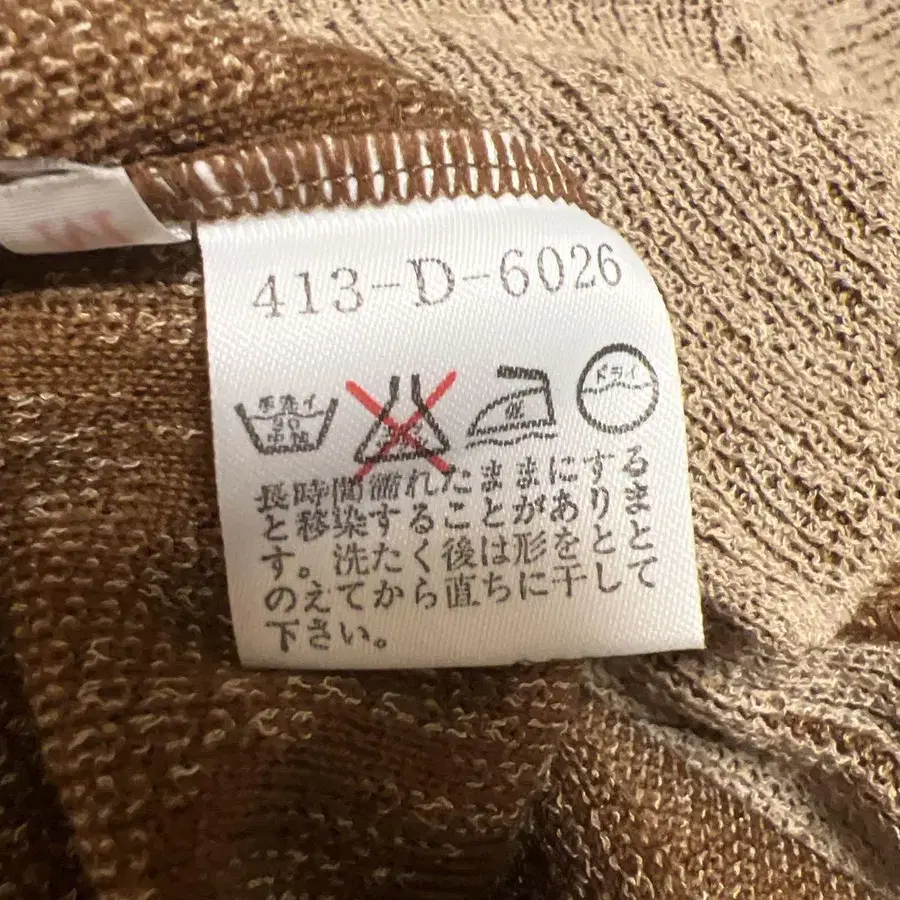 M
413-D-6026
手洗イ
30
中性
低
ドライ
長時間濡れたままにする
と移染することがありま
す。洗たく後は形をとと
のえてから直ちに干して
下さい。